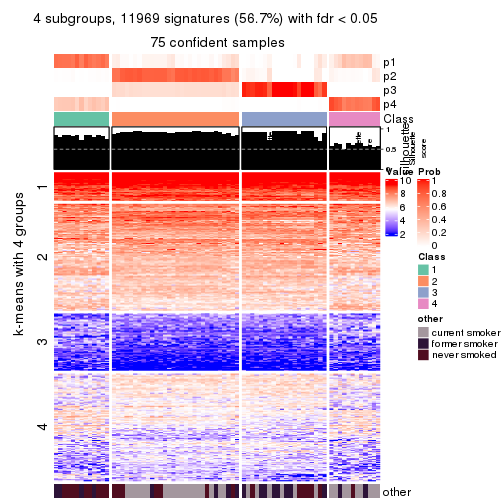 4 subgroups, 11969 signatures (56.7%) with fdr < 0.05
75 confident samples
p1
p2
p3
p4
Class
1
0.5
0
silhouette
Silhouette
score
k-means with 4 groups
1
2
3
4
Value
10
8
6
4
2
Prob
1
0.8
0.6
0.4
0.2
0
Class
1
2
3
4
other
current smoker
former smoker
never smoked
other